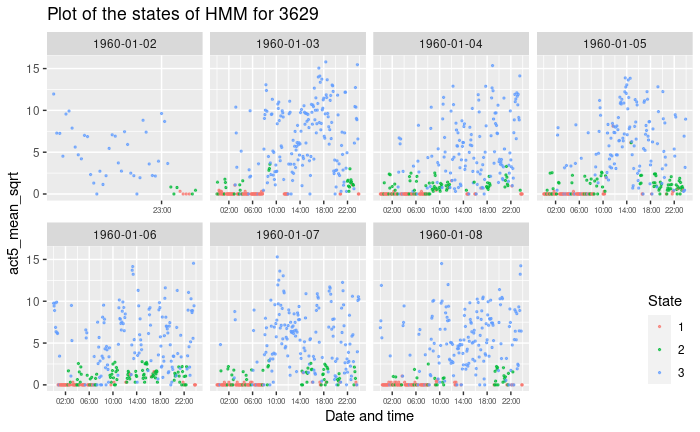 Plot of the states of HMM for 3629
1960-01-02 1960-01-03 1960-01-04 1960-01-05
15
10
5
0
23:00 02:00 06:00 10:00 14:00 18:00 22:00 02:00 06:00 10:00 14:00 18:00 22:00 02:00 06:00 10:00 14:00 18:00 22:00
act5_mean_sqrt
1960-01-06 1960-01-07 1960-01-08
15
10
5
0
02:00 06:00 10:00 14:00 18:00 22:00 02:00 06:00 10:00 14:00 18:00 22:00 02:00 06:00 10:00 14:00 18:00 22:00
Date and time
State
1
2
3